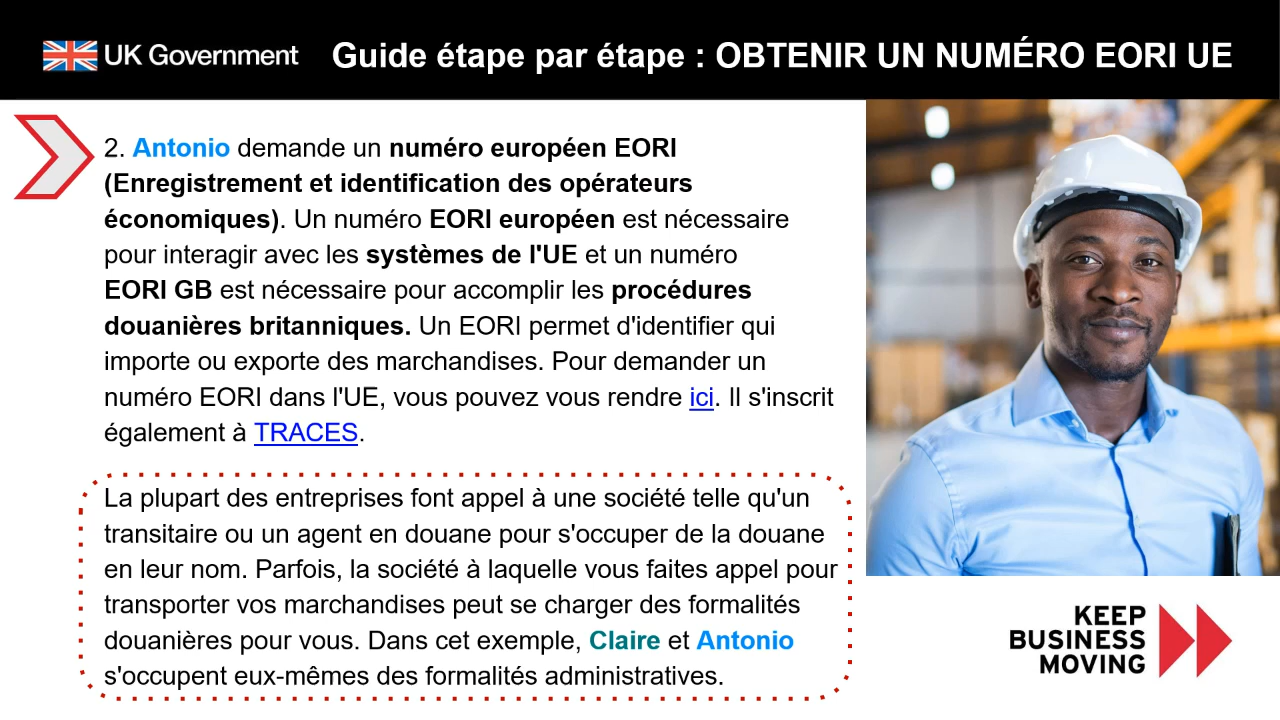 UK Government
Guide étape par étape : OBTENIR UN NUMÉRO EORI UE
2. Antonio demande un numéro européen EORI
(Enregistrement et identification des opérateurs
économiques). Un numéro EORI européen est nécessaire
pour interagir avec les systèmes de l'UE et un numéro
EORI GB est nécessaire pour accomplir les procédures
douanières britanniques. Un EORI permet d'identifier qui
importe ou exporte des marchandises. Pour demander un
numéro EORI dans l'UE, vous pouvez vous rendre ici. Il s'inscrit
également à TRACES.
La plupart des entreprises font appel à une société telle qu'un
transitaire ou un agent en douane pour s'occuper de la douane
en leur nom. Parfois, la société à laquelle vous faites appel pour
transporter vos marchandises peut se charger des formalités
douanières pour vous. Dans cet exemple, Claire et Antonio
s'occupent eux-mêmes des formalités administratives.
KEEP
BUSINESS
MOVING